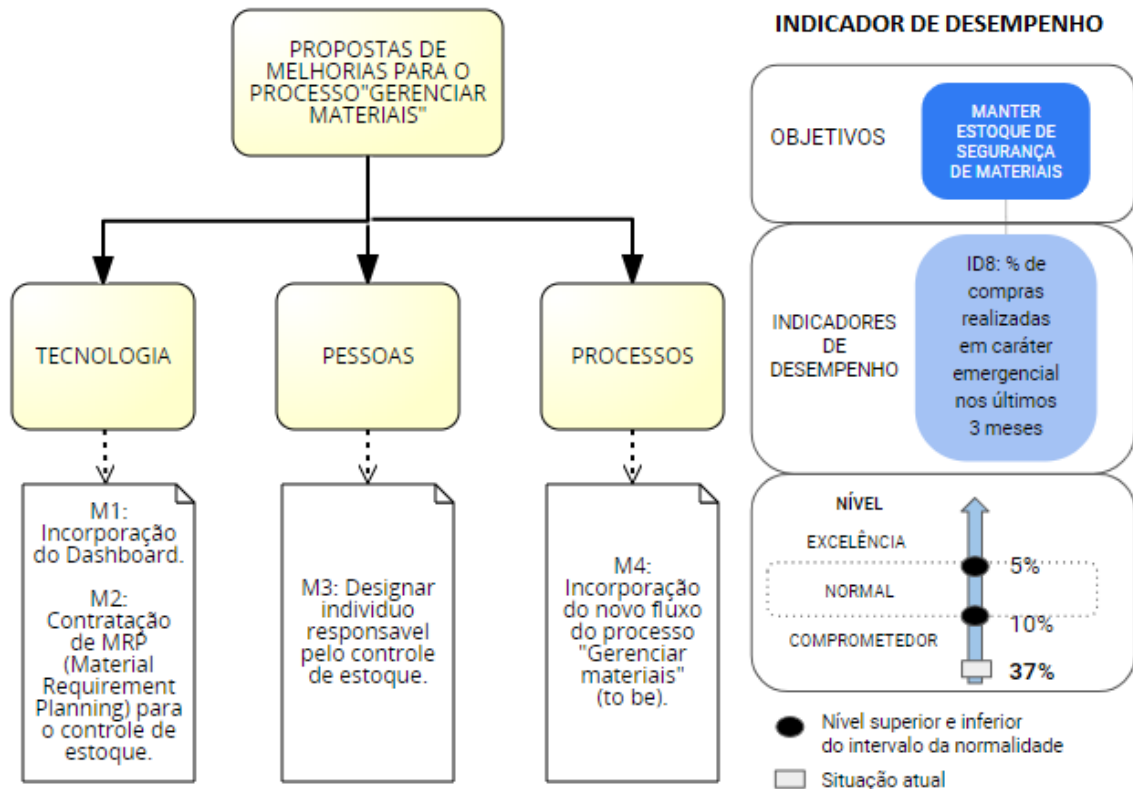 PROPOSTAS DE
MELHORIAS PARA O
PROCESSO"GERENCIAR
MATERIAIS"
TECNOLOGIA
PESSOAS
PROCESSOS
M1:
Incorporação
do Dashboard.
M2:
Contratação
de MRP
(Material
Requirement
Planning) para
o controle de
estoque.
M3: Designar
individuo
responsavel
pelo controle
de estoque.
M4:
Incorporação
do novo fluxo
do processo
"Gerenciar
materiais"
(to be).
INDICADOR DE DESEMPENHO
OBJETIVOS
MANTER
ESTOQUE DE
SEGURANÇA
DE MATERIAIS
INDICADORES
DE
DESEMPENHO
ID8: % de
compras
realizadas
em caráter
emergencial
nos últimos
3 meses
NÍVEL
EXCELÊNCIA
5%
NORMAL
10%
COMPROMETEDOR
37%
Nível superior e inferior
do intervalo da normalidade
Situação atual